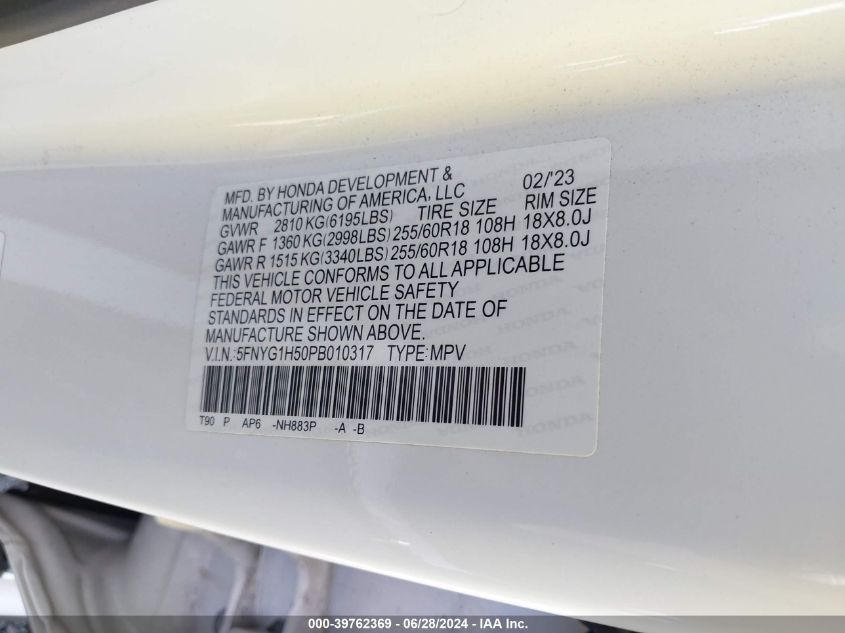 MFD. BY HONDA DEVELOPMENT & 02/'23
MANUFACTURING OF AMERICA, LLC
GVWR 2810 KG(6195LBS) TIRE SIZE RIM SIZE
GAWR F 1360 KG(2998LBS) 255/60R18 108H 18X8.0J
GAWR R 1515 KG(3340LBS) 255/60R18 108H 18X8.0J
THIS VEHICLE CONFORMS TO ALL APPLICABLE
FEDERAL MOTOR VEHICLE SAFETY
STANDARDS IN EFFECT ON THE DATE OF
MANUFACTURE SHOWN ABOVE.
V.I.N.:5FNYG1H50PB010317 TYPE:MPV
T90 P AP6 -NH883P -A -B
000-39762369 | 06/28/2024 | IAA Inc.